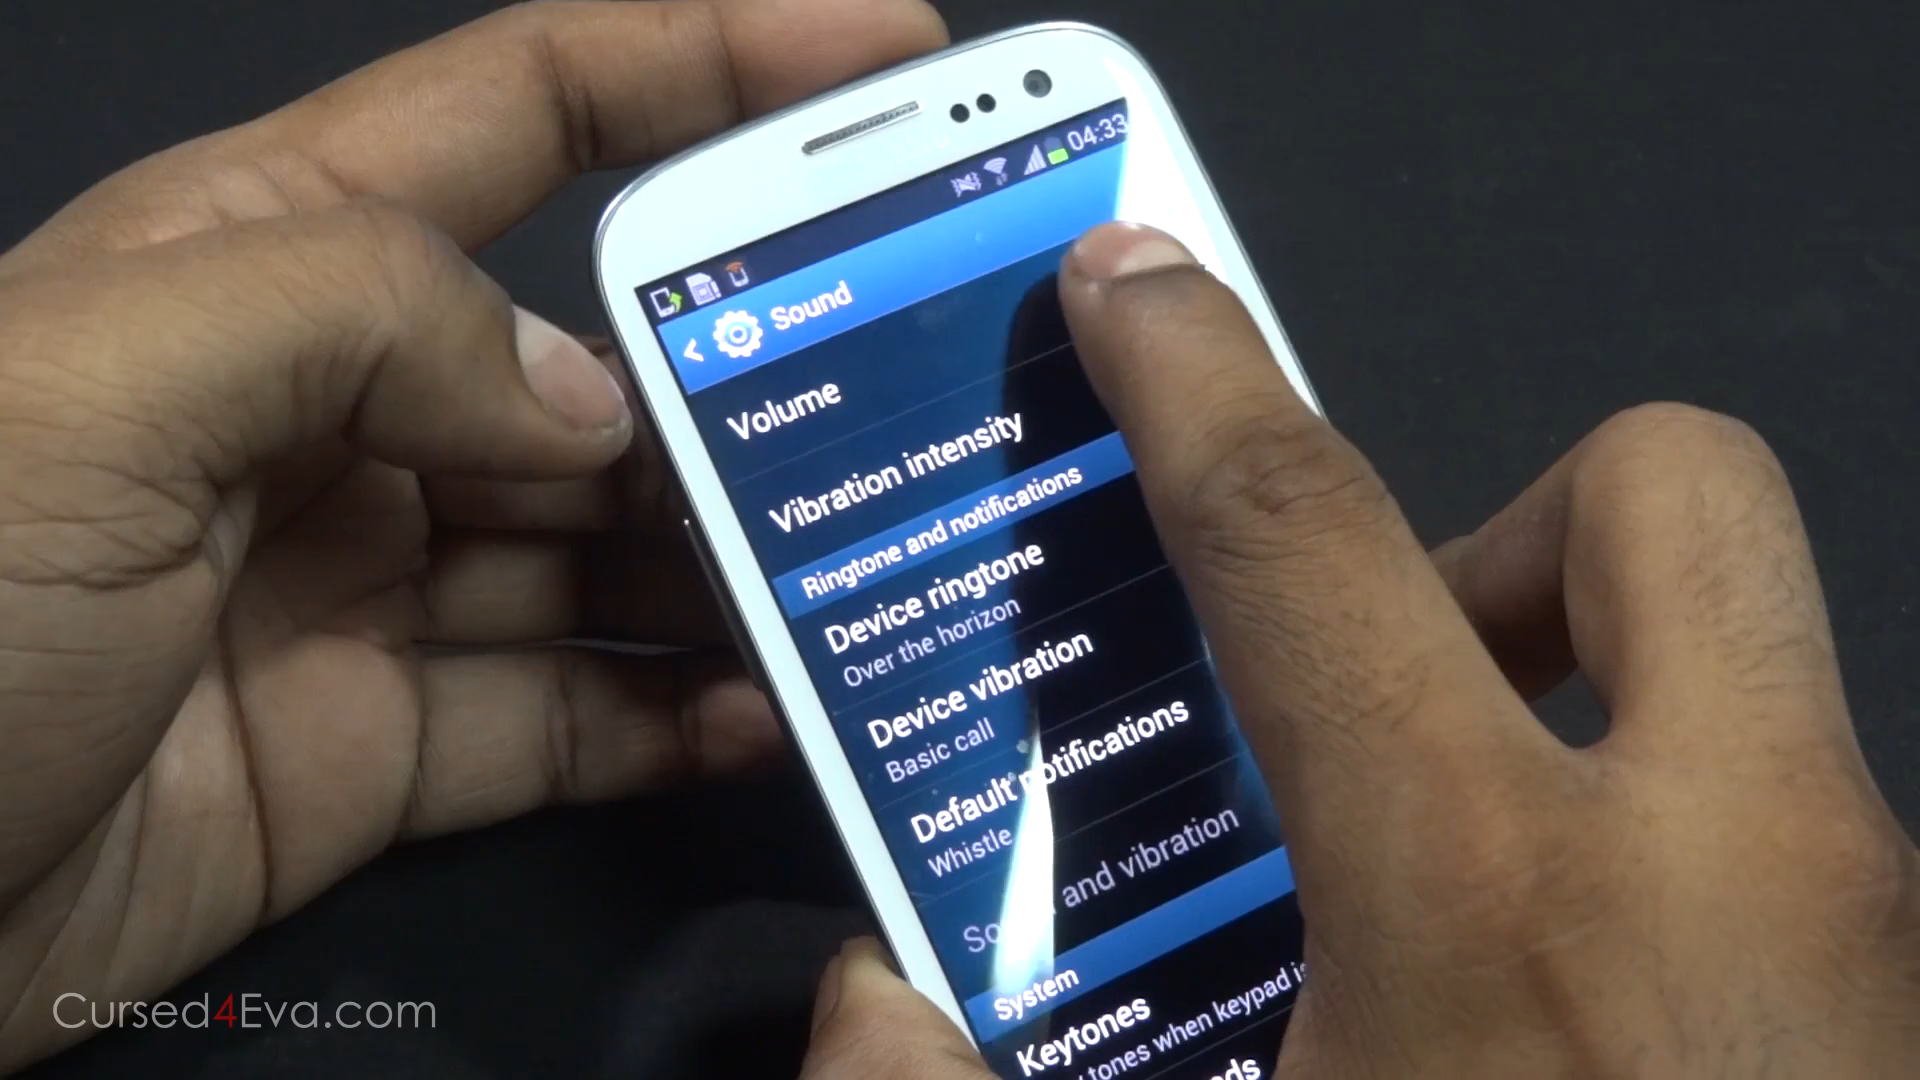 04:33
Sound
Volume
Vibration intensity
Ringtone and notifications
Device ringtone
Over the horizon
Device vibration
Basic call
Default notifications
Whistle
and vibration
System
Keytones
tones when keypad is
Cursed4Eva.com